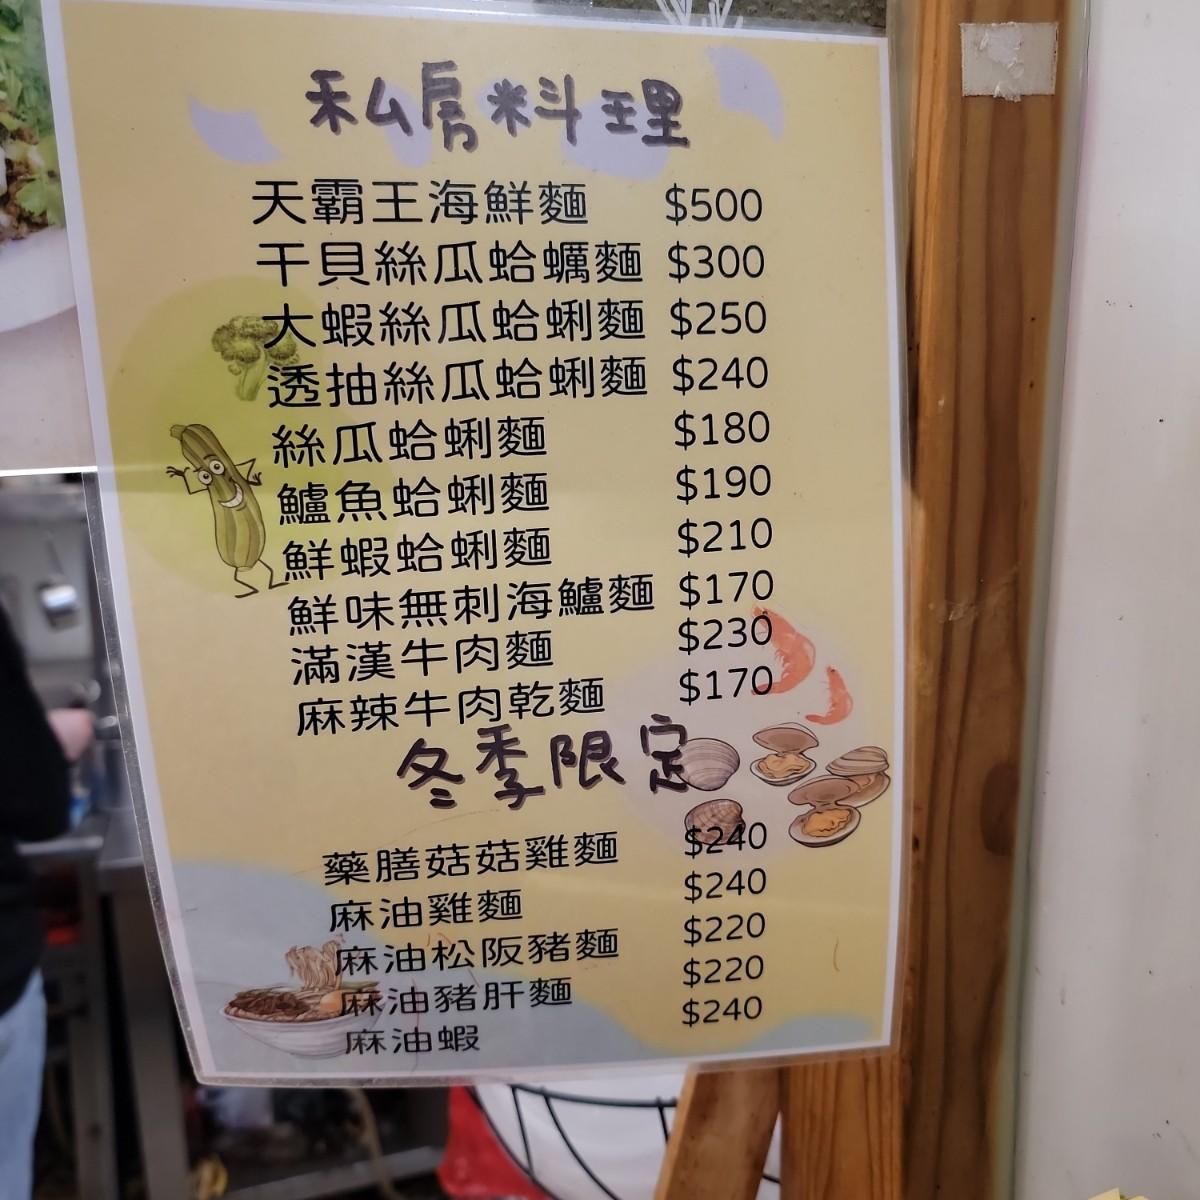 私房料理
天霸王海鮮麵 $500
干貝絲瓜蛤蠣麵 $300
大蝦絲瓜蛤蜊麵 $250
透抽絲瓜蛤蜊麵 $240
絲瓜蛤蜊麵 $180
鱸魚蛤蜊麵 $190
鮮蝦蛤蜊麵 $210
鮮味無刺海鱸麵 $170
滿漢牛肉麵 $230
麻辣牛肉乾麵 $170
冬季限定
藥膳菇菇雞麵 $240
麻油雞麵 $240
麻油松阪豬麵 $220
麻油豬肝麵 $220
麻油蝦 $240